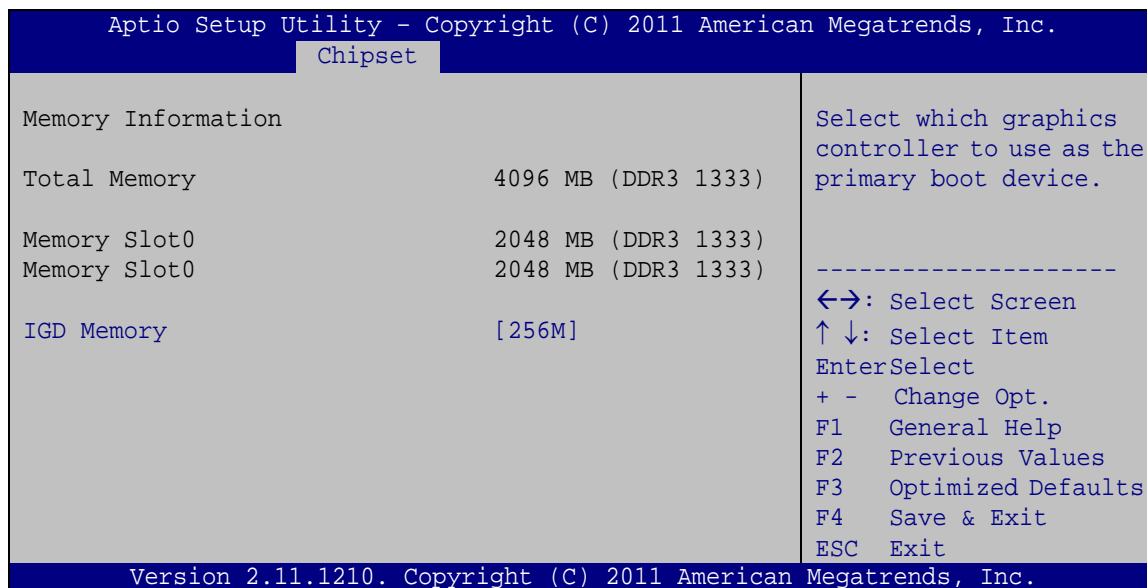 Aptio Setup Utility – Copyright (C) 2011 American Megatrends, Inc.
Chipset
Memory Information
Total Memory 4096 MB (DDR3 1333)
Memory Slot0 2048 MB (DDR3 1333)
Memory Slot0 2048 MB (DDR3 1333)
IGD Memory [256M]
Select which graphics
controller to use as the
primary boot device.
---------------------
←→: Select Screen
↑ ↓: Select Item
EnterSelect
+ - Change Opt.
F1 General Help
F2 Previous Values
F3 Optimized Defaults
F4 Save & Exit
ESC Exit
Version 2.11.1210. Copyright (C) 2011 American Megatrends, Inc.